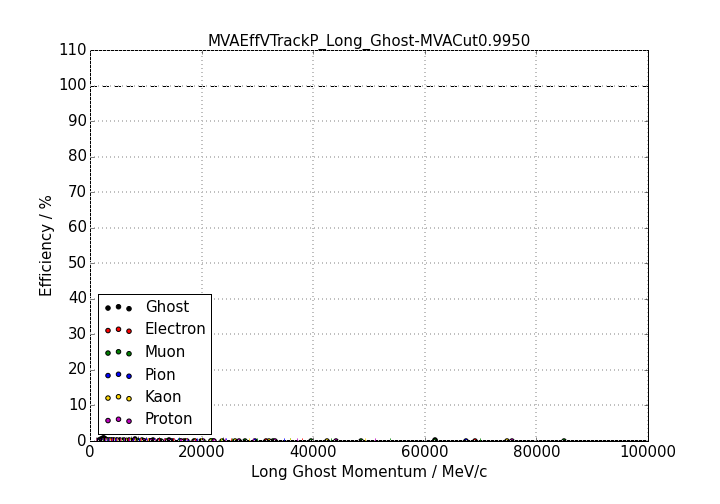 MVAEffVTrackP_Long_Ghost-MVACut0.9950
110
100
90
80
70
60
50
40
30
20
10
0
Efficiency / %
Ghost
Electron
Muon
Pion
Kaon
Proton
0 20000 40000 60000 80000 100000
Long Ghost Momentum / MeV/c